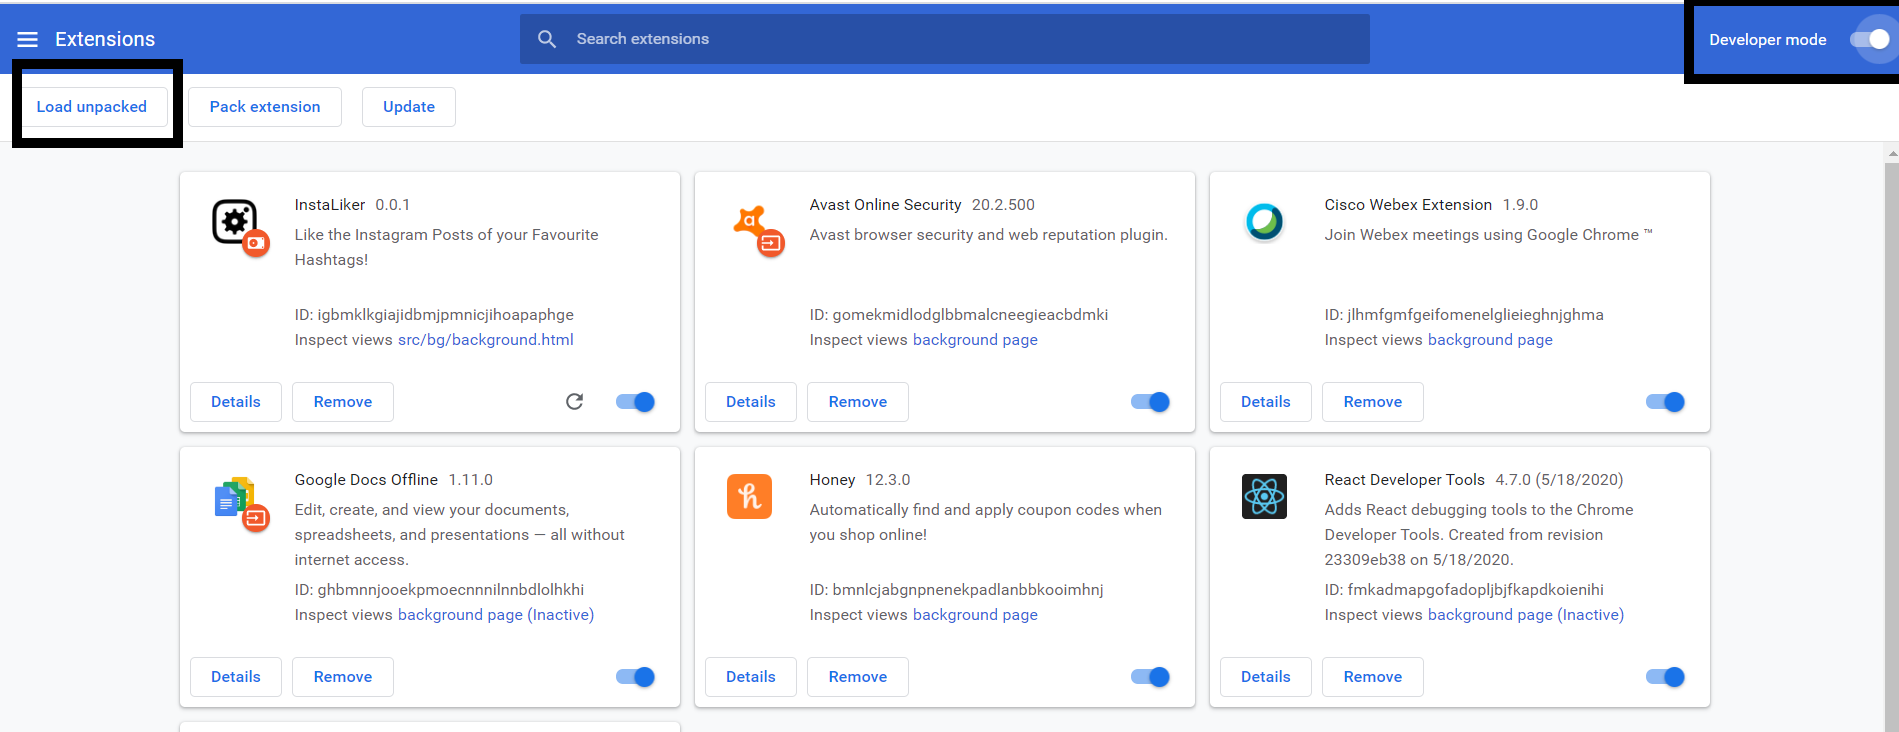 Extensions
Search extensions
Developer mode
Load unpacked
Pack extension
Update
InstaLiker 0.0.1
Like the Instagram Posts of your Favourite
Hashtags!
ID: igbmklkgiajidbmjpmnicjihoapaphge
Inspect views src/bg/background.html
Details
Remove
a
Avast Online Security 20.2.500
Avast browser security and web reputation plugin.
ID: gomekmidlodglbbmalcneegieacbdmki
Inspect views background page
Details
Remove
Cisco Webex Extension 1.9.0
Join Webex meetings using Google Chrome ™
ID: jlhmfgmfgeifomenelglieieghnjghma
Inspect views background page
Details
Remove
Google Docs Offline 1.11.0
Edit, create, and view your documents,
spreadsheets, and presentations — all without
internet access.
ID: ghbmnnjooekpmoecnnnilnnbdlolhkhi
Inspect views background page (Inactive)
Details
Remove
h
Honey 12.3.0
Automatically find and apply coupon codes when
you shop online!
ID: bmnlcjabgnpnenekpadlanbbkooimhnj
Inspect views background page
Details
Remove
React Developer Tools 4.7.0 (5/18/2020)
Adds React debugging tools to the Chrome
Developer Tools. Created from revision
23309eb38 on 5/18/2020.
ID: fmkadmapgofadopljbjfkapdkoienihi
Inspect views background page (Inactive)
Details
Remove